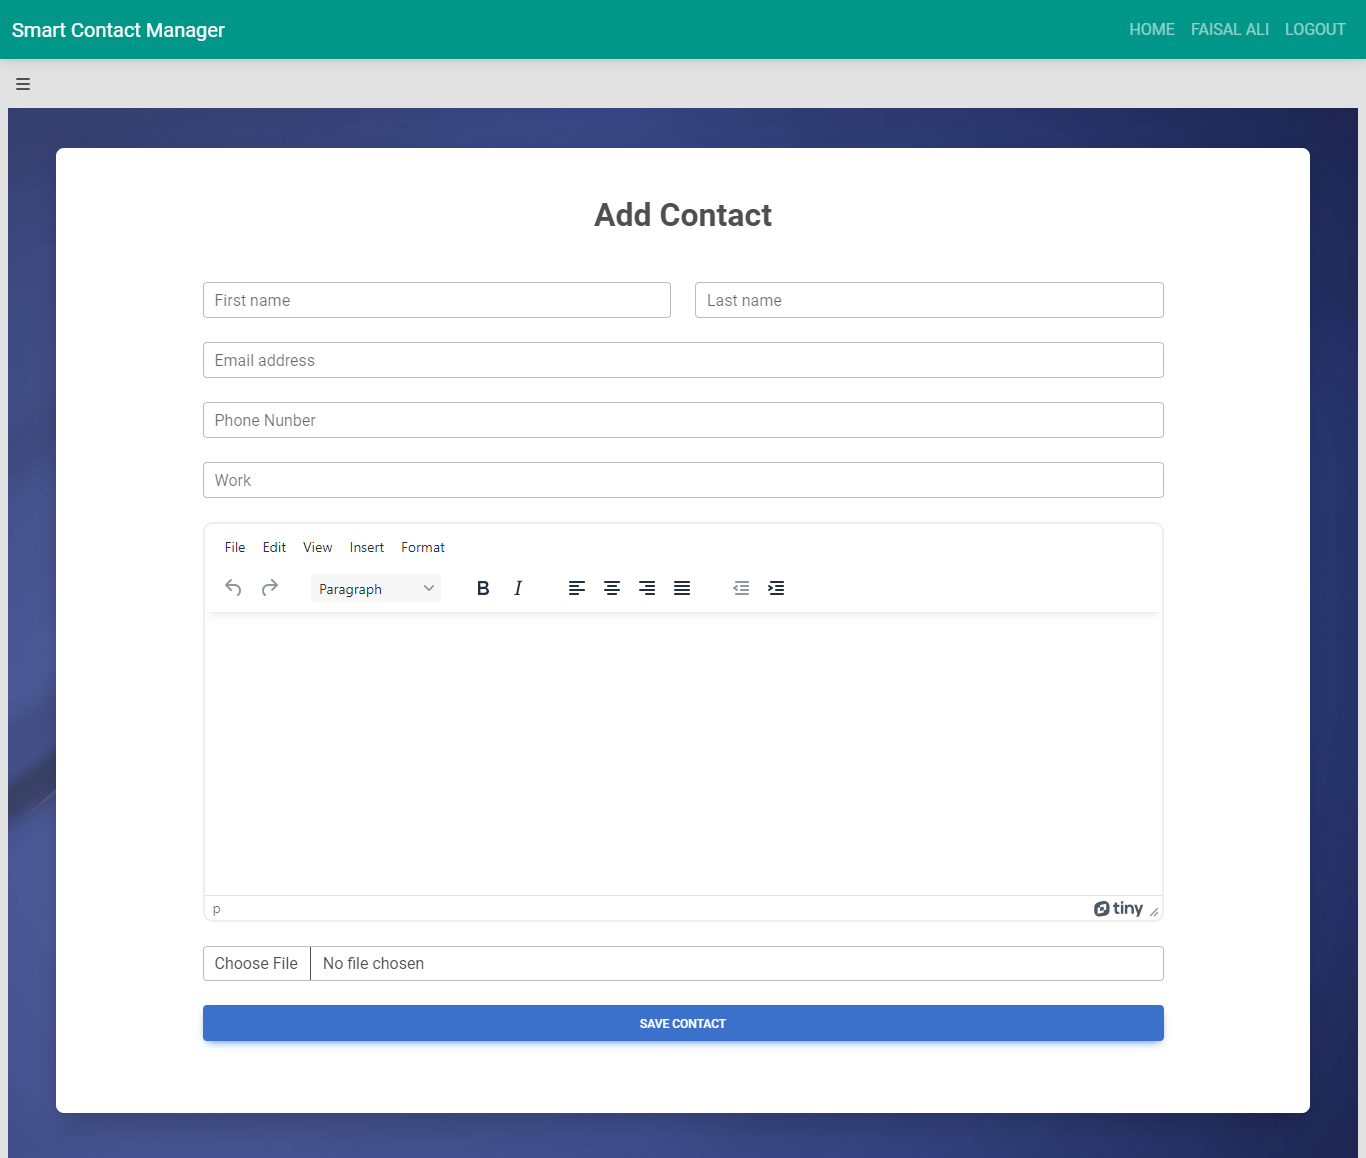 Smart Contact Manager HOME FAISAL ALI LOGOUT
Add Contact
First name Last name
Email address
Phone Nunber
Work
File Edit View Insert Format
Paragraph B I
p tiny
Choose File No file chosen
SAVE CONTACT